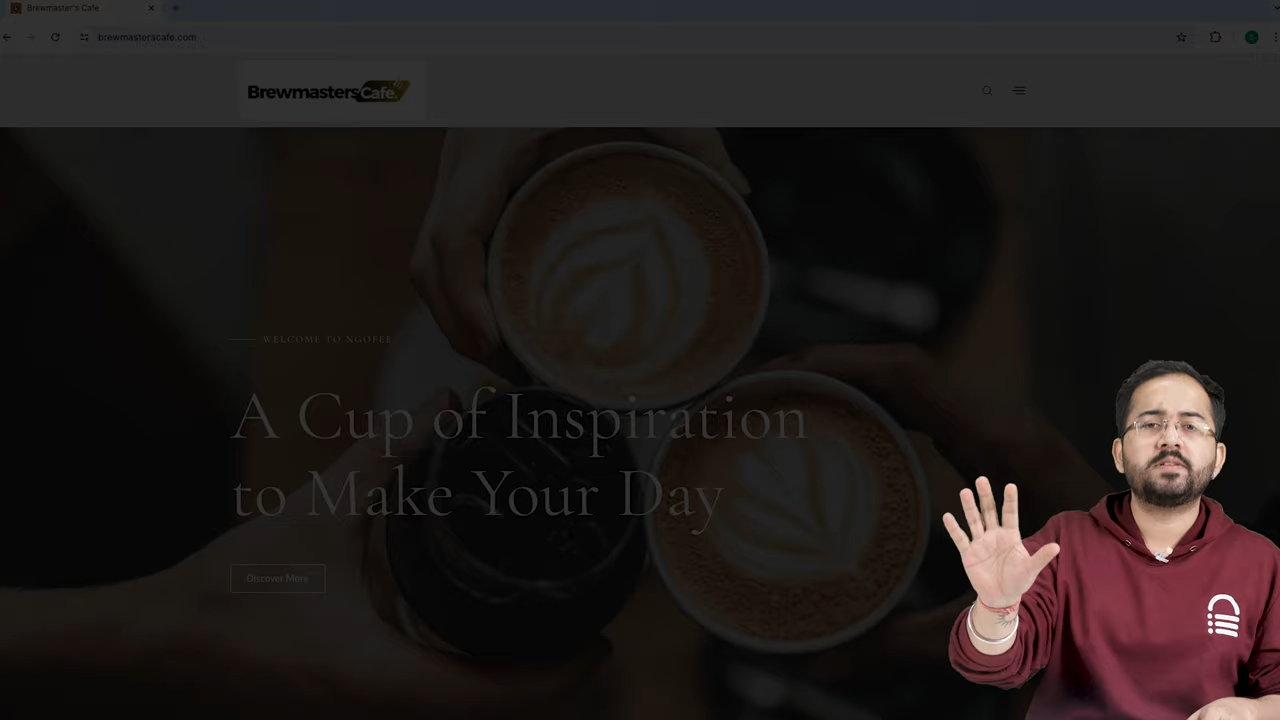 Brewmaster's Cafe
brewmasterscafe.com
BrewmastersCafe.
WELCOME TO NGOFEE
A Cup of Inspiration
to Make Your Day
Discover More